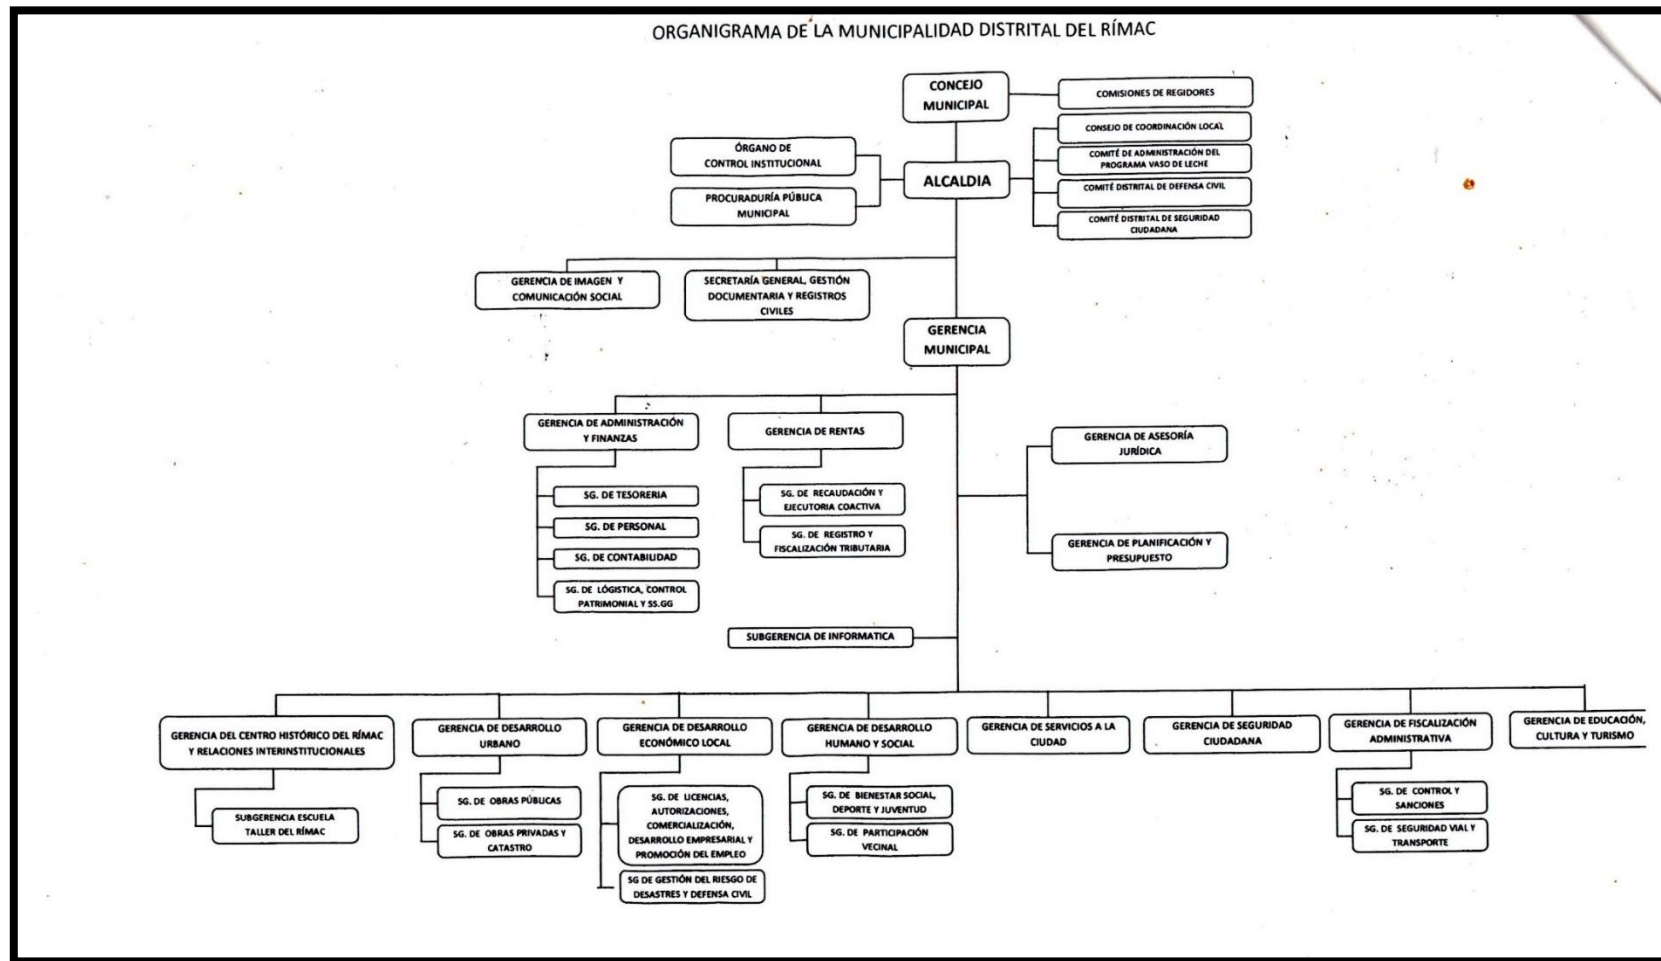 ORGANIGRAMA DE LA MUNICIPALIDAD DISTRITAL DEL RÍMAC
CONCEJO
MUNICIPAL
COMISIONES DE REGIDORES
CONSEJO DE COORDINACIÓN LOCAL
ÓRGANO DE
CONTROL INSTITUCIONAL
COMITÉ DE ADMINISTRACIÓN DEL
PROGRAMA VASO DE LECHE
ALCALDIA
PROCURADURÍA PÚBLICA
MUNICIPAL
COMITÉ DISTRITAL DE DEFENSA CIVIL
COMITÉ DISTRITAL DE SEGURIDAD
CIUDADANA
GERENCIA DE IMAGEN Y
COMUNICACIÓN SOCIAL
SECRETARÍA GENERAL, GESTIÓN
DOCUMENTARIA Y REGISTROS
CIVILES
GERENCIA
MUNICIPAL
GERENCIA DE ADMINISTRACIÓN
Y FINANZAS
GERENCIA DE RENTAS
GERENCIA DE ASESORÍA
JURÍDICA
SG. DE TESORERIA
SG. DE PERSONAL
SG. DE CONTABILIDAD
SG. DE LÓGISTICA, CONTROL
PATRIMONIAL Y SS.GG
SG. DE RECAUDACIÓN Y
EJECUTORIA COACTIVA
SG. DE REGISTRO Y
FISCALIZACIÓN TRIBUTARIA
GERENCIA DE PLANIFICACIÓN Y
PRESUPUESTO
SUBGERENCIA DE INFORMATICA
GERENCIA DEL CENTRO HISTÓRICO DEL RÍMAC
Y RELACIONES INTERINSTITUCIONALES
SUBGERENCIA ESCUELA
TALLER DEL RÍMAC
GERENCIA DE DESARROLLO
URBANO
SG. DE OBRAS PÚBLICAS
SG. DE OBRAS PRIVADAS Y
CATASTRO
GERENCIA DE DESARROLLO
ECONÓMICO LOCAL
SG. DE LICENCIAS,
AUTORIZACIONES,
COMERCIALIZACIÓN,
DESARROLLO EMPRESARIAL Y
PROMOCIÓN DEL EMPLEO
SG DE GESTIÓN DEL RIESGO DE
DESASTRES Y DEFENSA CIVIL
GERENCIA DE DESARROLLO
HUMANO Y SOCIAL
SG. DE BIENESTAR SOCIAL,
DEPORTE Y JUVENTUD
SG. DE PARTICIPACIÓN
VECINAL
GERENCIA DE SERVICIOS A LA
CIUDAD
GERENCIA DE SEGURIDAD
CIUDADANA
GERENCIA DE FISCALIZACIÓN
ADMINISTRATIVA
SG. DE CONTROL Y
SANCIONES
SG. DE SEGURIDAD VIAL Y
TRANSPORTE
GERENCIA DE EDUCACIÓN,
CULTURA Y TURISMO